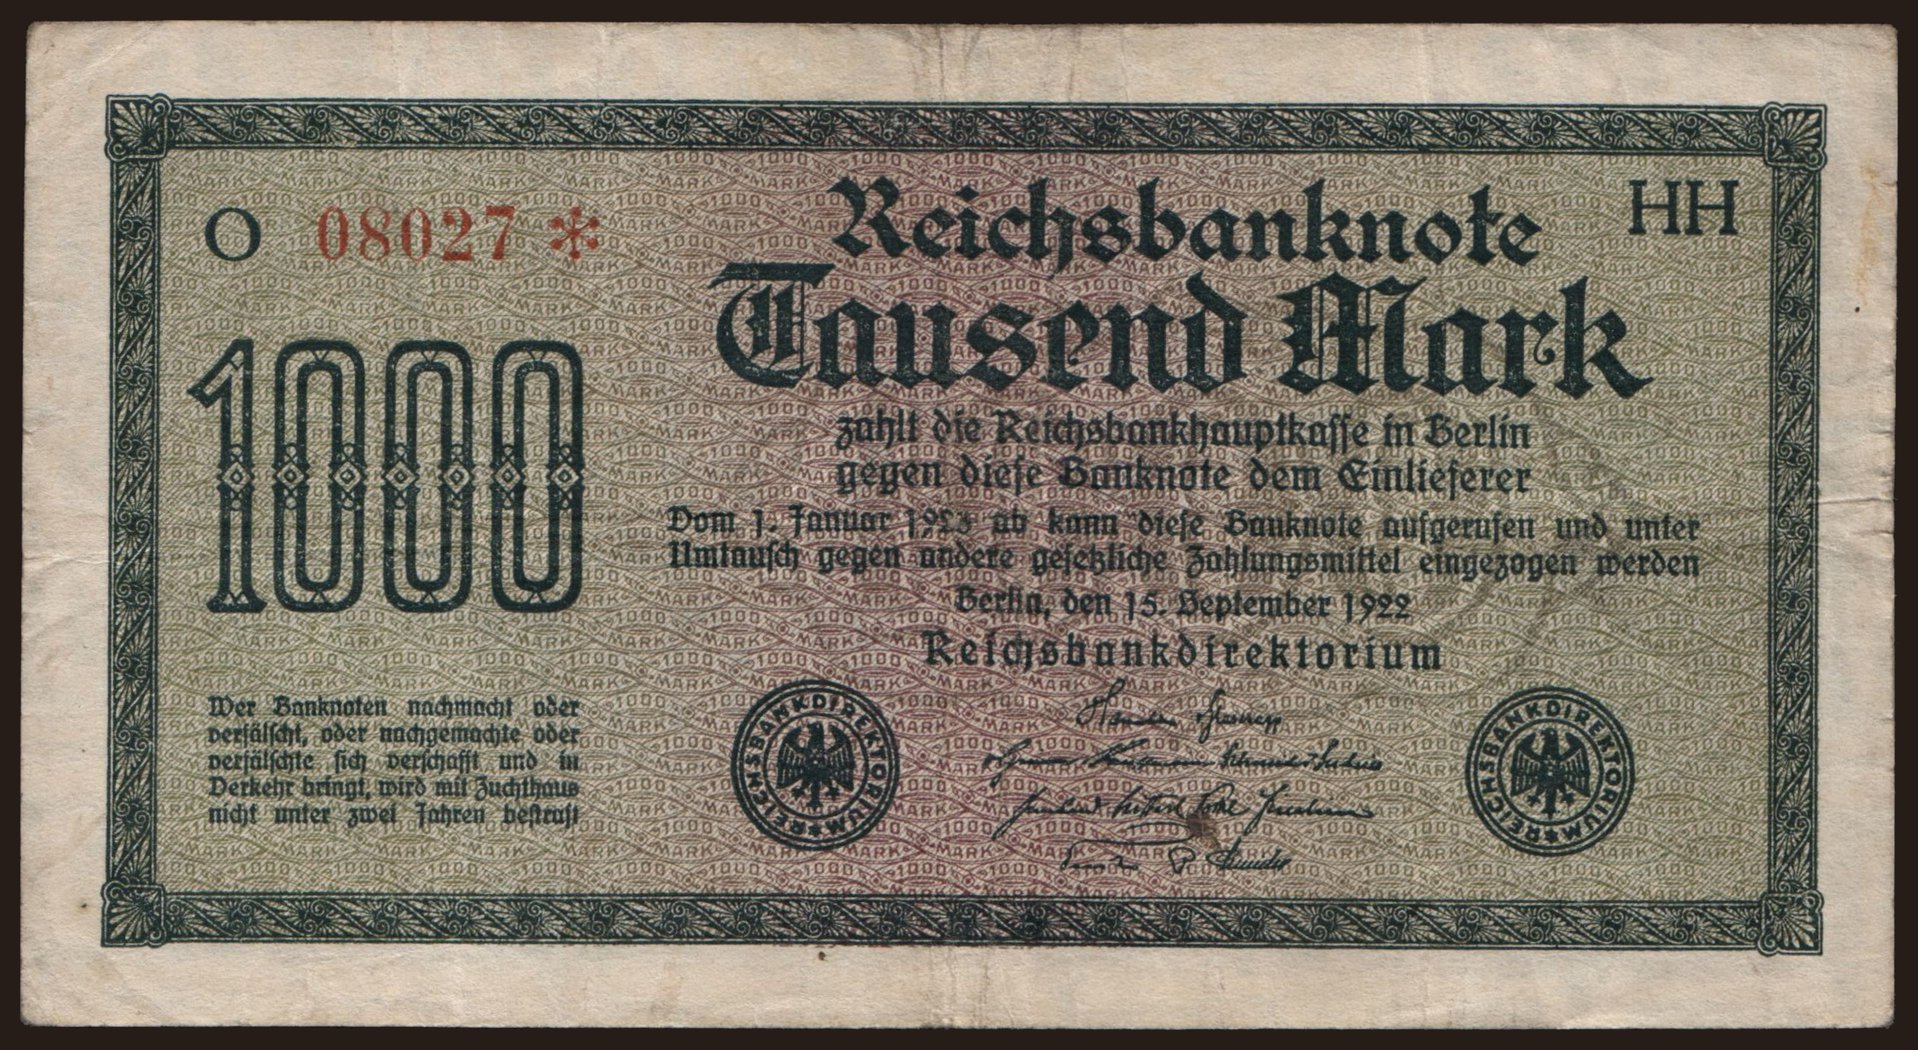 O 08027 * HH
Reichsbanknote
Tausend Mark
1000
zahlt die Reichsbankhauptkasse in Berlin
gegen diese Banknote dem Einlieferer
Vom 1. Januar 1923 ab kann diese Banknote aufgerufen und unter
Umtausch gegen andere gesetzliche Zahlungsmittel eingezogen werden
Berlin, den 15. September 1922
Reichsbankdirektorium
Wer Banknoten nachmacht oder
verfälscht, oder nachgemachte oder
verfälschte sich verschafft und in
Verkehr bringt, wird mit Zuchthaus
nicht unter zwei Jahren bestraft
REICHSBANKDIREKTORIUM
REICHSBANKDIREKTORIUM